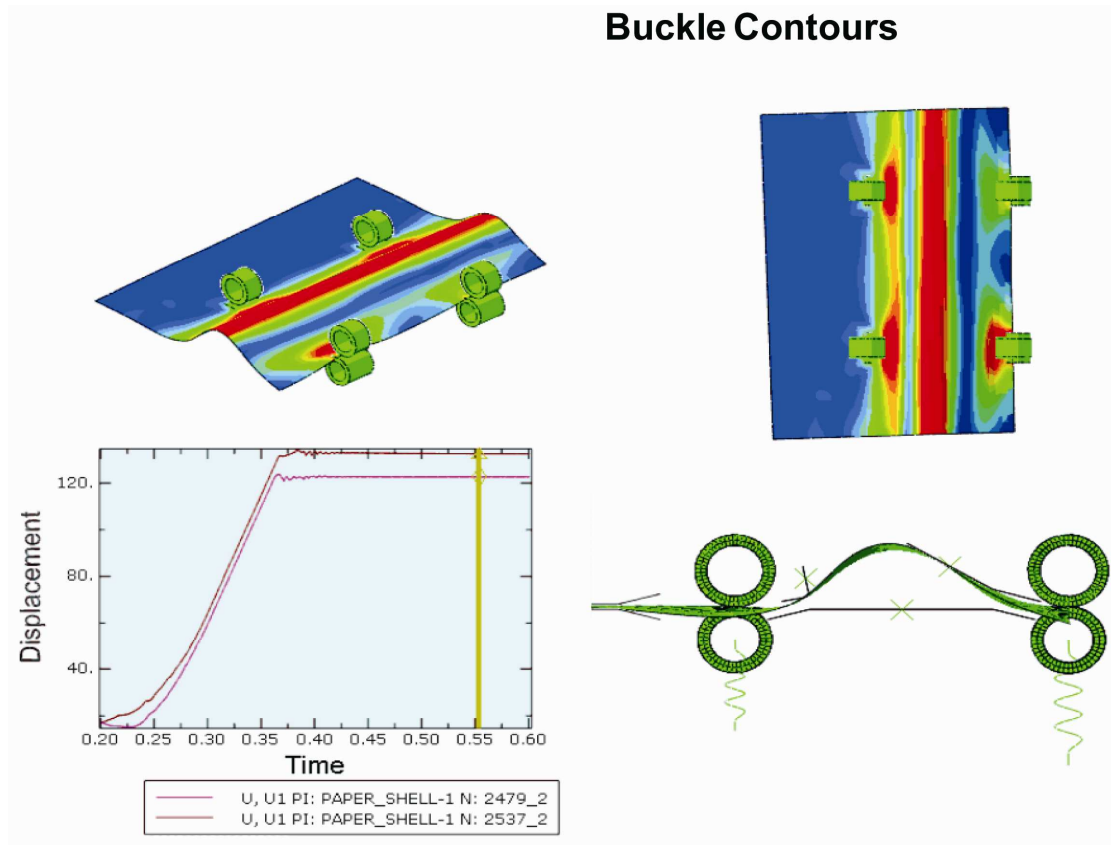 Buckle Contours
Displacement
120.
80.
40.
0.20 0.25 0.30 0.35 0.40 0.45 0.50 0.55 0.60
Time
U, U1 PI: PAPER_SHELL-1 N: 2479_2
U, U1 PI: PAPER_SHELL-1 N: 2537_2